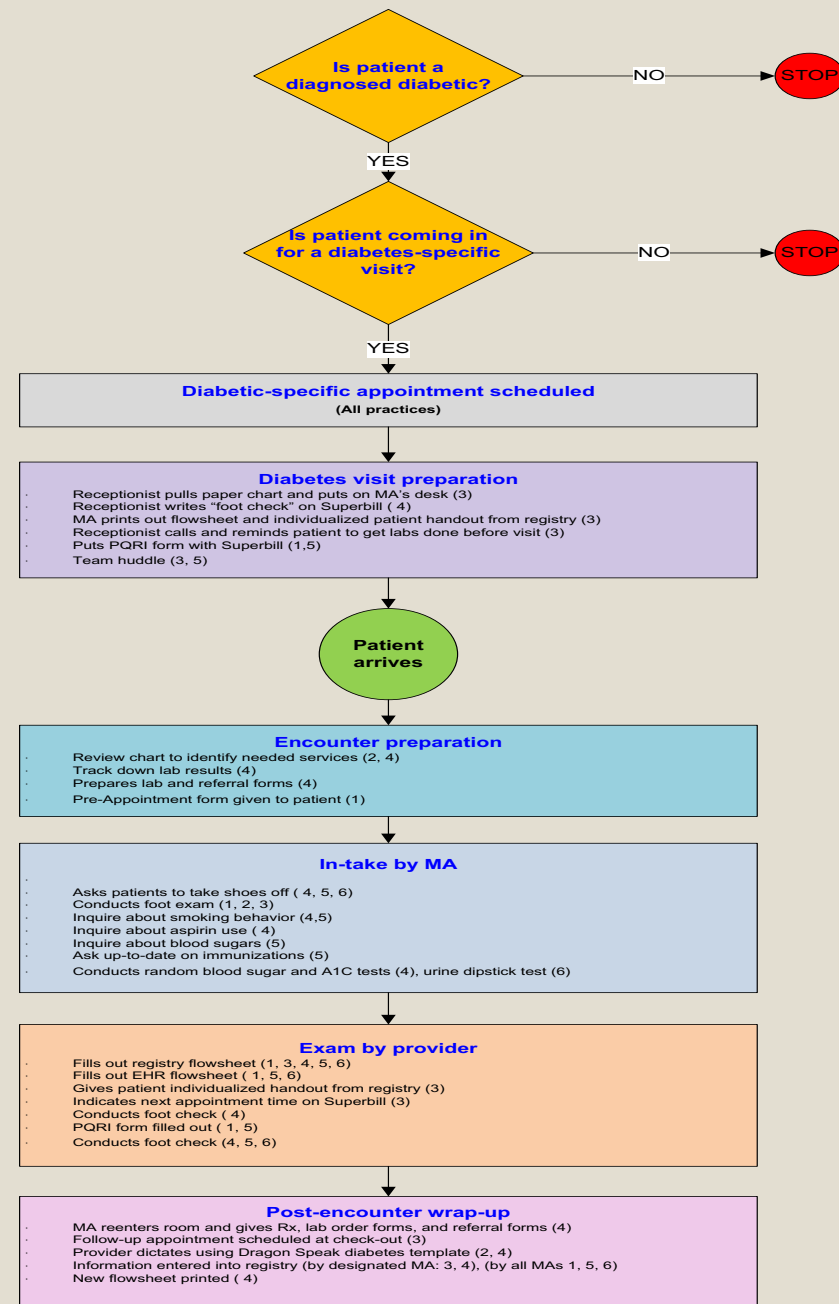 Is patient a
diagnosed diabetic?
NO
STOP
YES
Is patient coming in
for a diabetes-specific
visit?
NO
STOP
YES
Diabetic-specific appointment scheduled
(All practices)
Diabetes visit preparation
· Receptionist pulls paper chart and puts on MA's desk (3)
· Receptionist writes “foot check” on Superbill ( 4)
· MA prints out flowsheet and individualized patient handout from registry (3)
· Receptionist calls and reminds patient to get labs done before visit (3)
· Puts PQRI form with Superbill (1,5)
· Team huddle (3, 5)
Patient
arrives
Encounter preparation
· Review chart to identify needed services (2, 4)
· Track down lab results (4)
· Prepares lab and referral forms (4)
· Pre-Appointment form given to patient (1)
In-take by MA
·
· Asks patients to take shoes off ( 4, 5, 6)
· Conducts foot exam (1, 2, 3)
· Inquire about smoking behavior (4,5)
· Inquire about aspirin use ( 4)
· Inquire about blood sugars (5)
· Ask up-to-date on immunizations (5)
· Conducts random blood sugar and A1C tests (4), urine dipstick test (6)
Exam by provider
· Fills out registry flowsheet (1, 3, 4, 5, 6)
· Fills out EHR flowsheet ( 1, 5, 6)
· Gives patient individualized handout from registry (3)
· Indicates next appointment time on Superbill (3)
· Conducts foot check ( 4)
· PQRI form filled out ( 1, 5)
· Conducts foot check (4, 5, 6)
Post-encounter wrap-up
· MA reenters room and gives Rx, lab order forms, and referral forms (4)
· Follow-up appointment scheduled at check-out (3)
· Provider dictates using Dragon Speak diabetes template (2, 4)
· Information entered into registry (by designated MA: 3, 4), (by all MAs 1, 5, 6)
· New flowsheet printed ( 4)